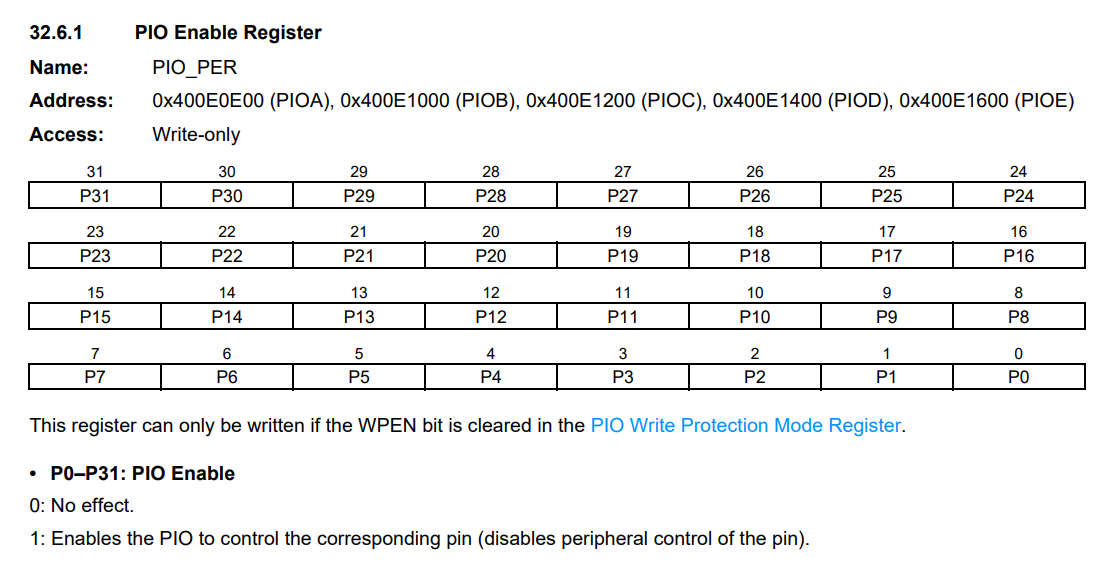 32.6.1 PIO Enable Register
Name: PIO_PER
Address: 0x400E0E00 (PIOA), 0x400E1000 (PIOB), 0x400E1200 (PIOC), 0x400E1400 (PIOD), 0x400E1600 (PIOE)
Access: Write-only
31 30 29 28 27 26 25 24
P31 P30 P29 P28 P27 P26 P25 P24
23 22 21 20 19 18 17 16
P23 P22 P21 P20 P19 P18 P17 P16
15 14 13 12 11 10 9 8
P15 P14 P13 P12 P11 P10 P9 P8
7 6 5 4 3 2 1 0
P7 P6 P5 P4 P3 P2 P1 P0
This register can only be written if the WPEN bit is cleared in the PIO Write Protection Mode Register.
• P0–P31: PIO Enable
0: No effect.
1: Enables the PIO to control the corresponding pin (disables peripheral control of the pin).